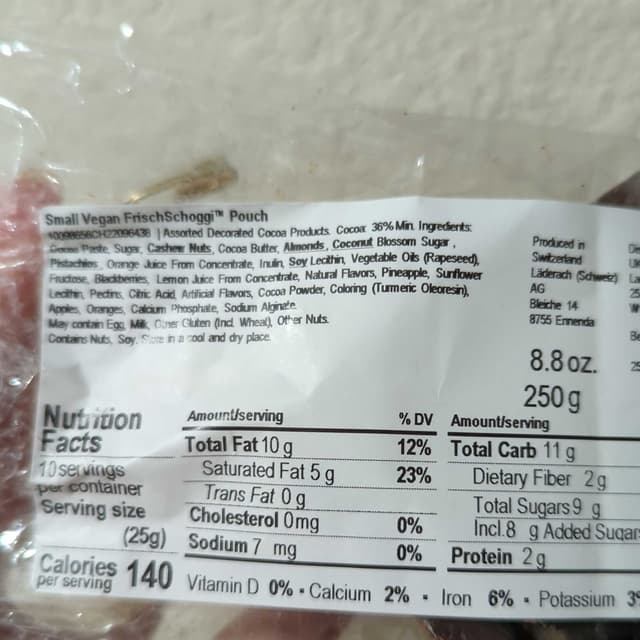 Small Vegan FrischSchoggi™ Pouch
| Assorted Decorated Cocoa Products. Cocoa: 36% Min. Ingredients:
Cocoa Paste, Sugar, Cashew Nuts, Cocoa Butter, Almonds, Coconut Blossom Sugar,
Pistachios, Orange Juice From Concentrate, Inulin, Soy Lecithin, Vegetable Oils (Rapeseed),
Fructose, Blackberries, Lemon Juice From Concentrate, Natural Flavors, Pineapple, Sunflower
Lecithin, Pectins, Citric Acid, Artificial Flavors, Cocoa Powder, Coloring (Turmeric Oleoresin),
Apples, Oranges, Calcium Phosphate, Sodium Alginate.
May contain Egg, Milk, Other Gluten (Incl. Wheat), Other Nuts.
Contains Nuts, Soy. Store in a cool and dry place.
Produced in
Switzerland
Läderach (Schweiz)
AG
Bleiche 14
8755 Ennenda
8.8 oz.
250 g
Nutrition
Facts
10 servings
per container
Serving size
(25g)
Calories
per serving 140
Amount/serving % DV
Total Fat 10 g 12%
Saturated Fat 5 g 23%
Trans Fat 0 g
Cholesterol 0 mg 0%
Sodium 7 mg 0%
Amount/serving
Total Carb 11 g
Dietary Fiber 2 g
Total Sugars 9 g
Incl. 8 g Added Sugar
Protein 2 g
Vitamin D 0% • Calcium 2% • Iron 6% • Potassium 3